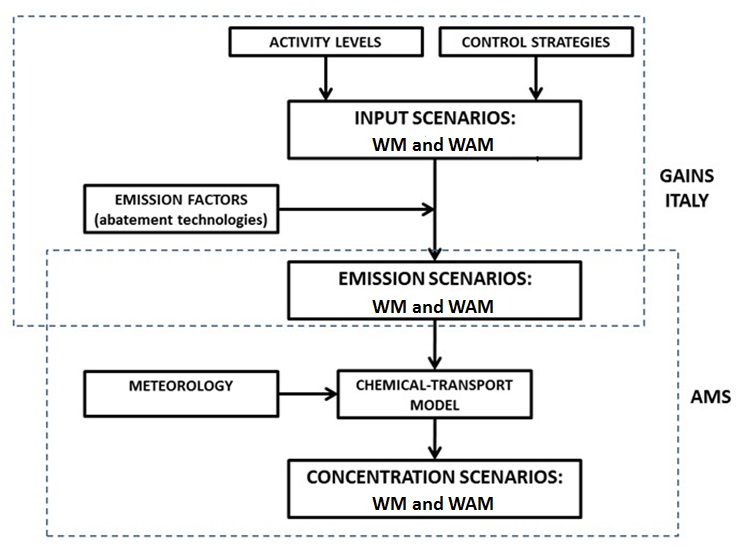 ACTIVITY LEVELS
CONTROL STRATEGIES
INPUT SCENARIOS:
WM and WAM
GAINS
ITALY
EMISSION FACTORS
(abatement technologies)
EMISSION SCENARIOS:
WM and WAM
METEOROLOGY
CHEMICAL-TRANSPORT
MODEL
AMS
CONCENTRATION SCENARIOS:
WM and WAM